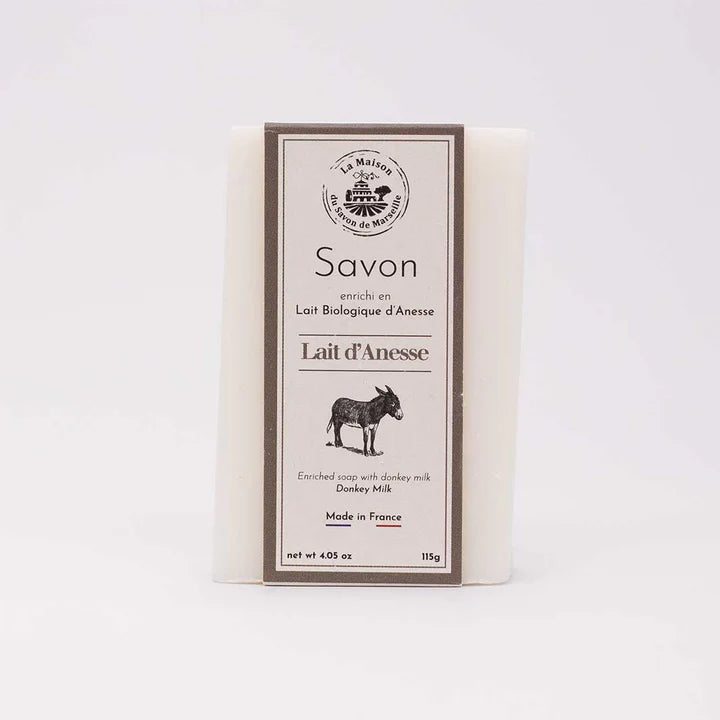 La Maison
du Savon de Marseille
Savon
enrichi en
Lait Biologique d'Anesse
Lait d'Anesse
Enriched soap with donkey milk
Donkey Milk
Made in France
net wt 4.05 oz 115g